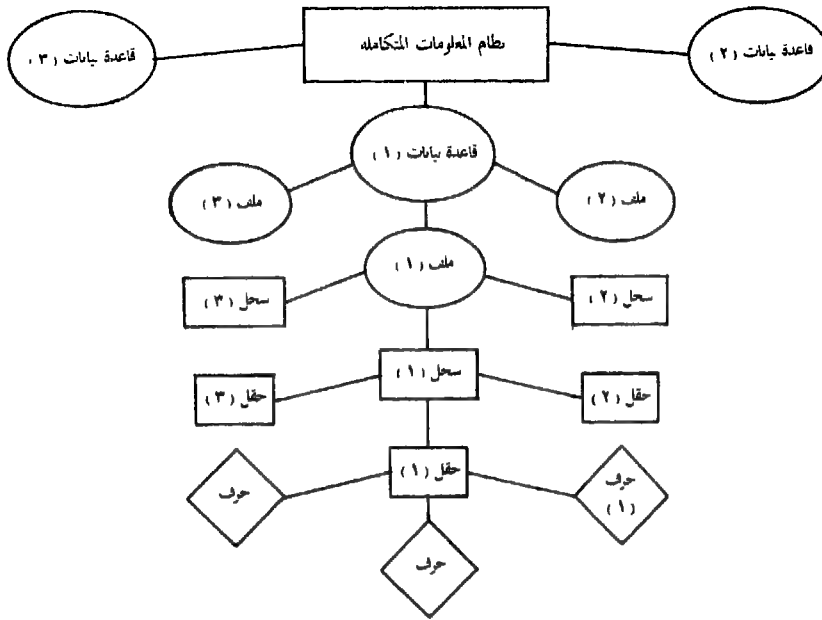 نظام المعلومات المتكامله
قاعدة بيانات (٢)
قاعدة بيانات (٣)
قاعدة بيانات (١)
ملف (٢)
ملف (٣)
ملف (١)
سجل (٢)
سجل (٣)
سجل (١)
حقل (٢)
حقل (٣)
حقل (١)
حرف
(١)
حرف
حرف